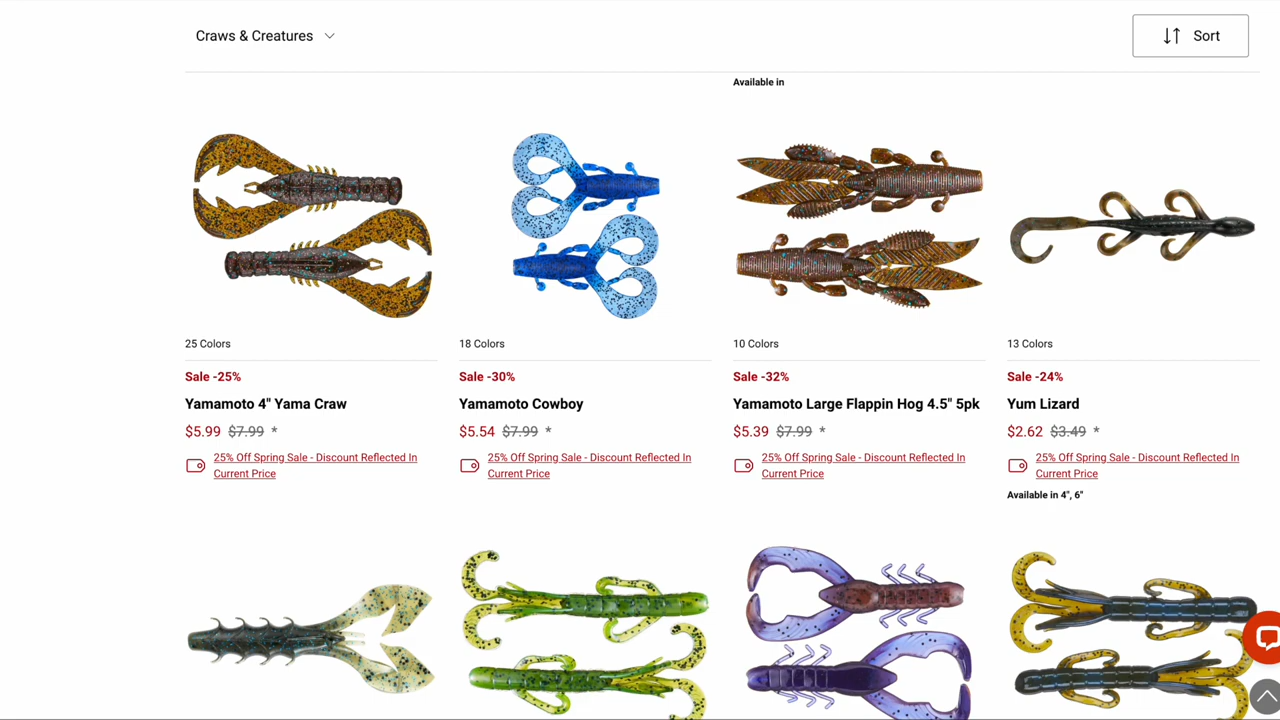 Craws & Creatures
Sort
Available in
25 Colors
18 Colors
10 Colors
13 Colors
Sale -25%
Sale -30%
Sale -32%
Sale -24%
Yamamoto 4" Yama Craw
Yamamoto Cowboy
Yamamoto Large Flappin Hog 4.5" 5pk
Yum Lizard
$5.99 $7.99 *
$5.54 $7.99 *
$5.39 $7.99 *
$2.62 $3.49 *
25% Off Spring Sale - Discount Reflected In
Current Price
25% Off Spring Sale - Discount Reflected In
Current Price
25% Off Spring Sale - Discount Reflected In
Current Price
25% Off Spring Sale - Discount Reflected In
Current Price
Available in 4", 6"